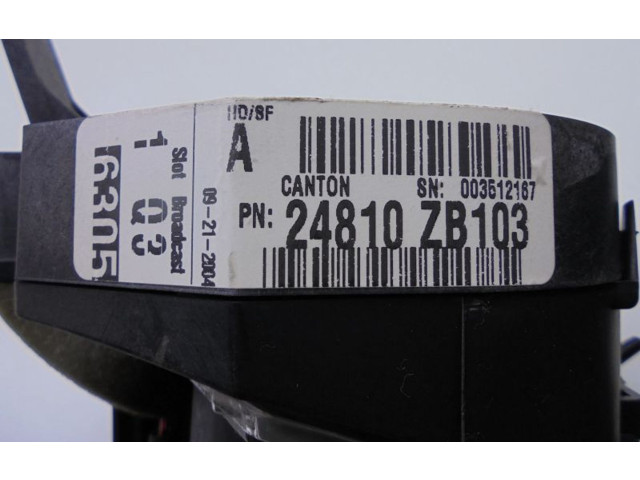 HD/SF
A
CANTON SN: 003512167
PN: 24810 ZB103
09-21-2004
Slot Broadcast
1 Q3
6305